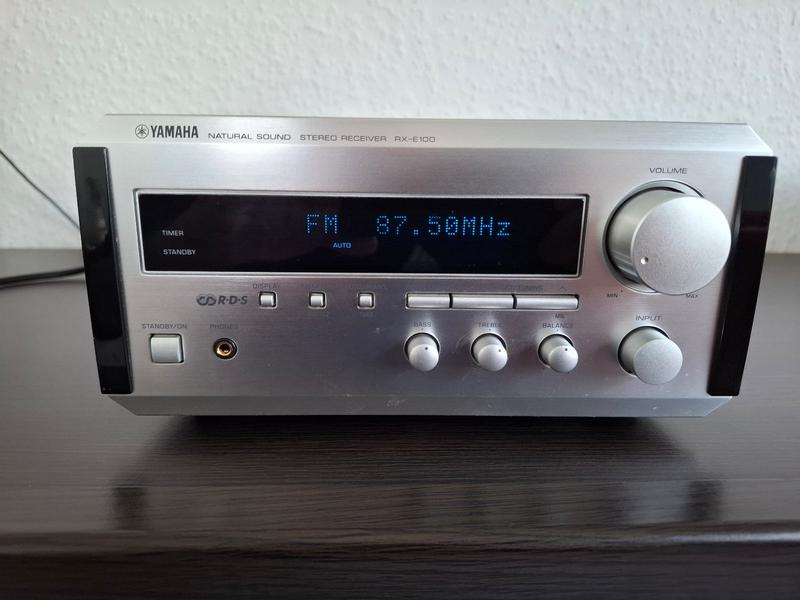 YAMAHA NATURAL SOUND STEREO RECEIVER RX-E100
VOLUME
TIMER
FM 87.50MHz
AUTO
STANDBY
MIN MAX
R·D·S
DISPLAY
TUNING
STANDBY/ON
PHONES
BASS
TREBLE
BALANCE
INPUT